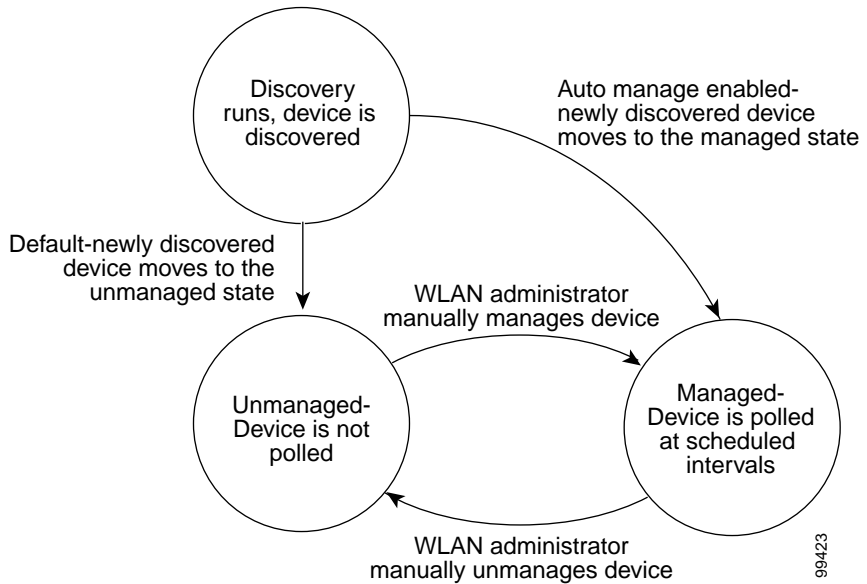 Discovery
runs, device is
discovered
Auto manage enabled-
newly discovered device
moves to the managed state
Default-newly discovered
device moves to the
unmanaged state
WLAN administrator
manually manages device
Unmanaged-
Device is not
polled
Managed-
Device is polled
at scheduled
intervals
WLAN administrator
manually unmanages device
99423